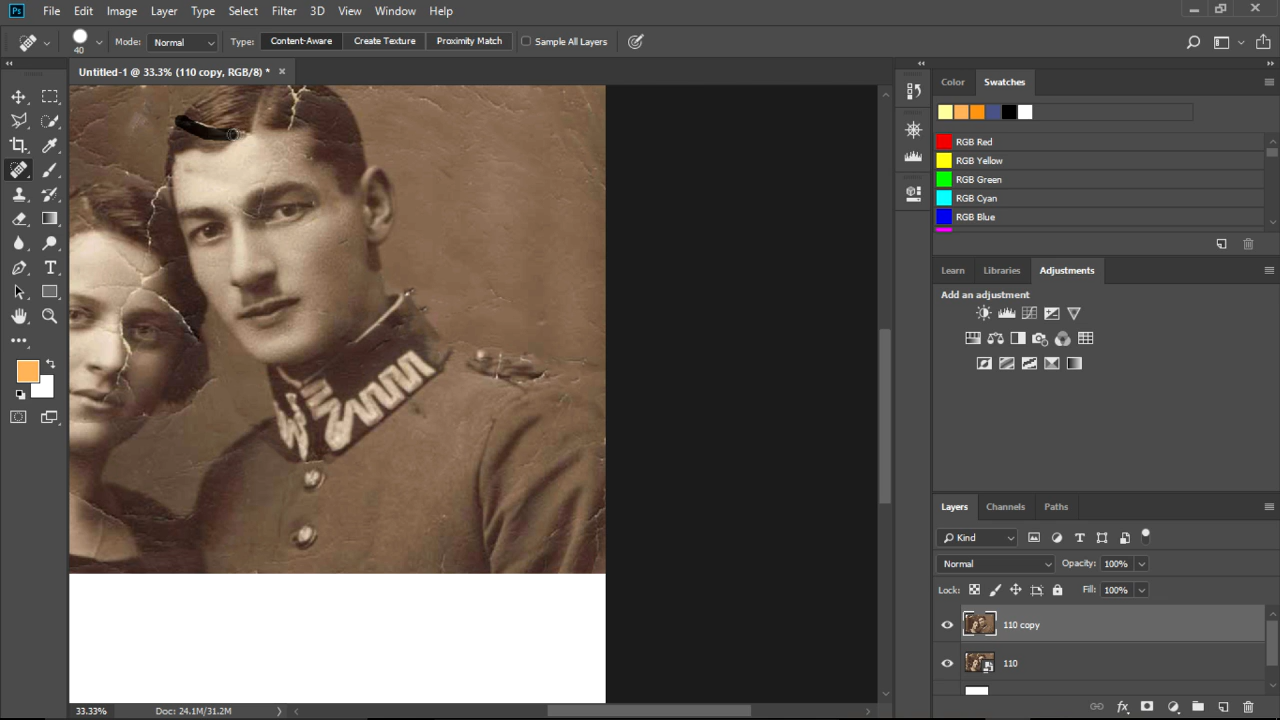 Ps File Edit Image Layer Type Select Filter 3D View Window Help
40 Mode: Normal Type: Content-Aware Create Texture Proximity Match Sample All Layers
Untitled-1 @ 33.3% (110 copy, RGB/8) * ×
Color Swatches
RGB Red
RGB Yellow
RGB Green
RGB Cyan
RGB Blue
Learn Libraries Adjustments
Add an adjustment
Layers Channels Paths
Kind
Normal Opacity: 100%
Lock: Fill: 100%
110 copy
110
33.33% Doc: 24.1M/31.2M
fx